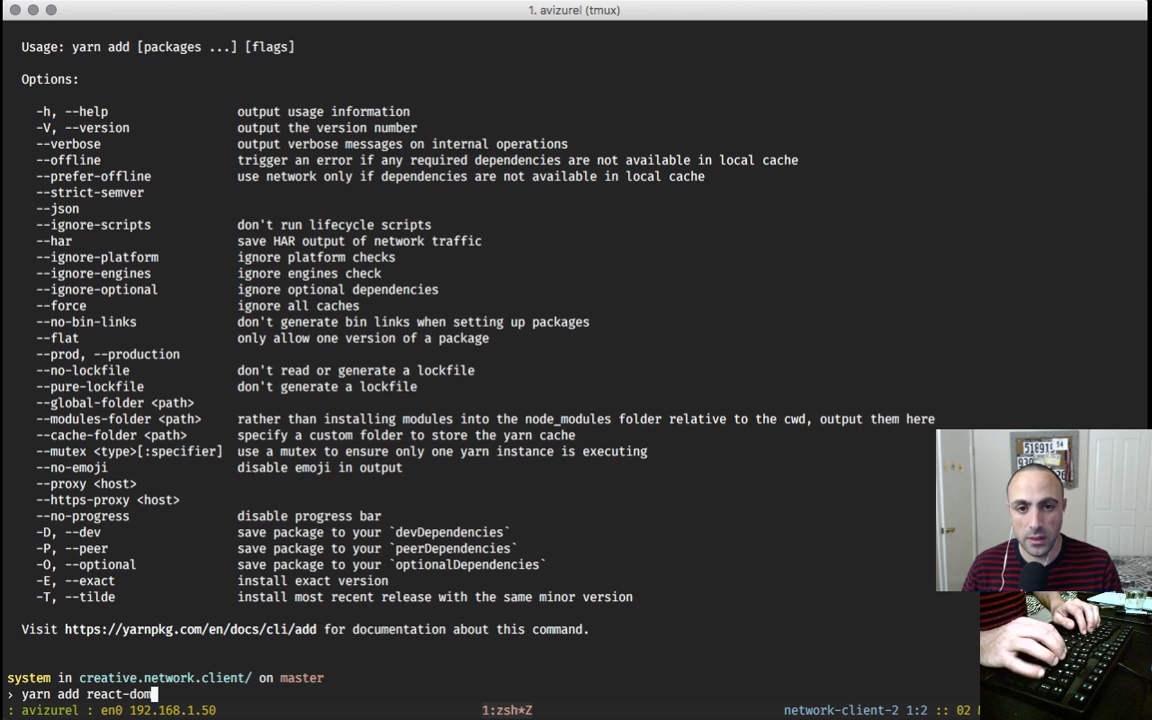 1. avizurel (tmux)
Usage: yarn add [packages ...] [flags]
Options:
-h, --help output usage information
-V, --version output the version number
--verbose output verbose messages on internal operations
--offline trigger an error if any required dependencies are not available in local cache
--prefer-offline use network only if dependencies are not available in local cache
--strict-semver
--json
--ignore-scripts don't run lifecycle scripts
--har save HAR output of network traffic
--ignore-platform ignore platform checks
--ignore-engines ignore engines check
--ignore-optional ignore optional dependencies
--force ignore all caches
--no-bin-links don't generate bin links when setting up packages
--flat only allow one version of a package
--prod, --production
--no-lockfile don't read or generate a lockfile
--pure-lockfile don't generate a lockfile
--global-folder <path>
--modules-folder <path> rather than installing modules into the node_modules folder relative to the cwd, output them here
--cache-folder <path> specify a custom folder to store the yarn cache
--mutex <type>[:specifier] use a mutex to ensure only one yarn instance is executing
--no-emoji disable emoji in output
--proxy <host>
--https-proxy <host>
--no-progress disable progress bar
-D, --dev save package to your `devDependencies`
-P, --peer save package to your `peerDependencies`
-O, --optional save package to your `optionalDependencies`
-E, --exact install exact version
-T, --tilde install most recent release with the same minor version
Visit https://yarnpkg.com/en/docs/cli/add for documentation about this command.
system in creative.network.client/ on master
› yarn add react-dom
: avizurel : en0 192.168.1.50 1:zsh*Z network-client-2 1:2 :: 02